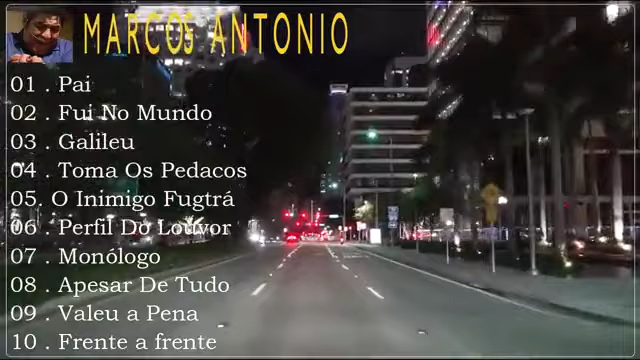 MARCOS ANTONIO
01 . Pai
02 . Fui No Mundo
03 . Galileu
04 . Toma Os Pedacos
05. O Inimigo Fugtrá
06 . Perfil Do Louvor
07 . Monólogo
08 . Apesar De Tudo
09 . Valeu a Pena
10 . Frente a frente